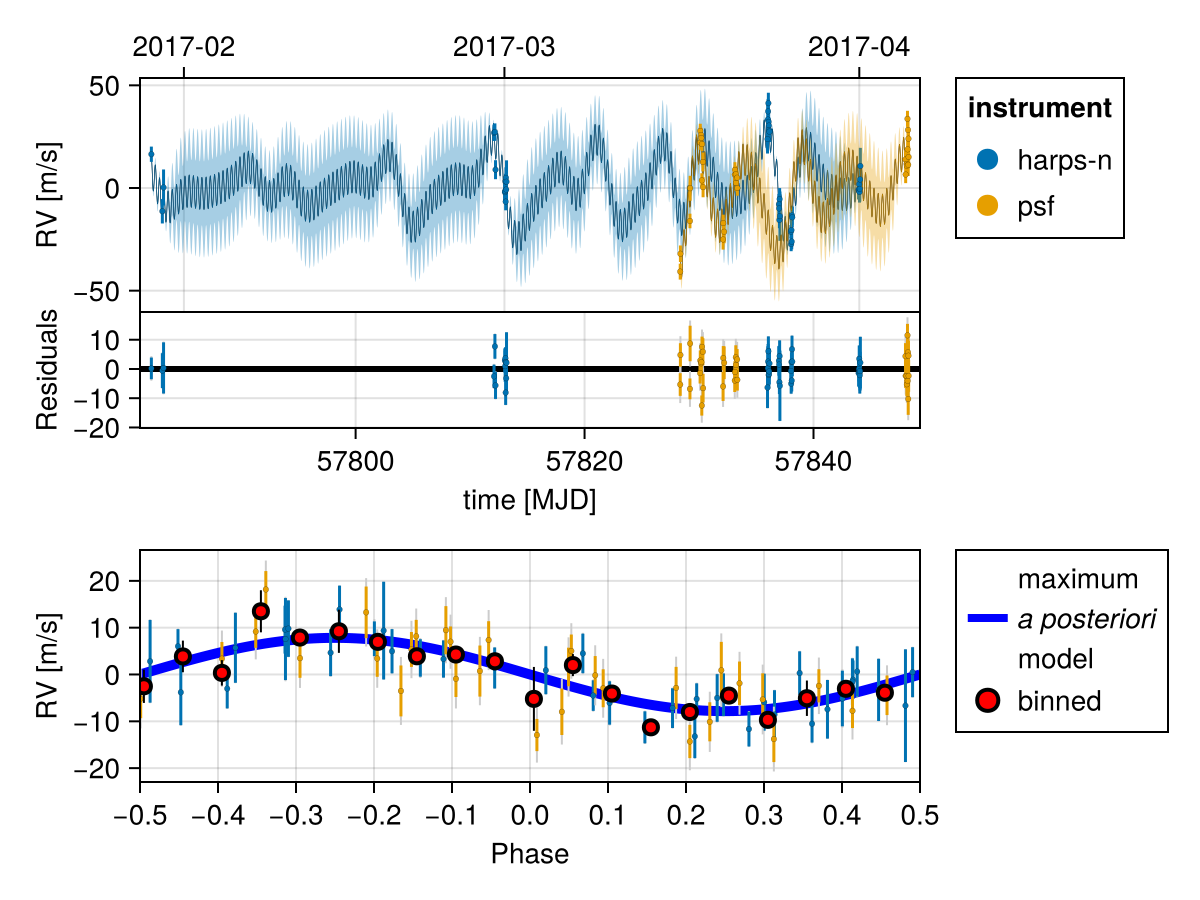 2017-02 2017-03 2017-04
RV [m/s]
50
0
−50
instrument
harps-n
psf
Residuals
10
0
−10
−20
57800 57820 57840
time [MJD]
RV [m/s]
20
10
0
−10
−20
−0.5 −0.4 −0.3 −0.2 −0.1 0.0 0.1 0.2 0.3 0.4 0.5
Phase
maximum
a posteriori
model
binned